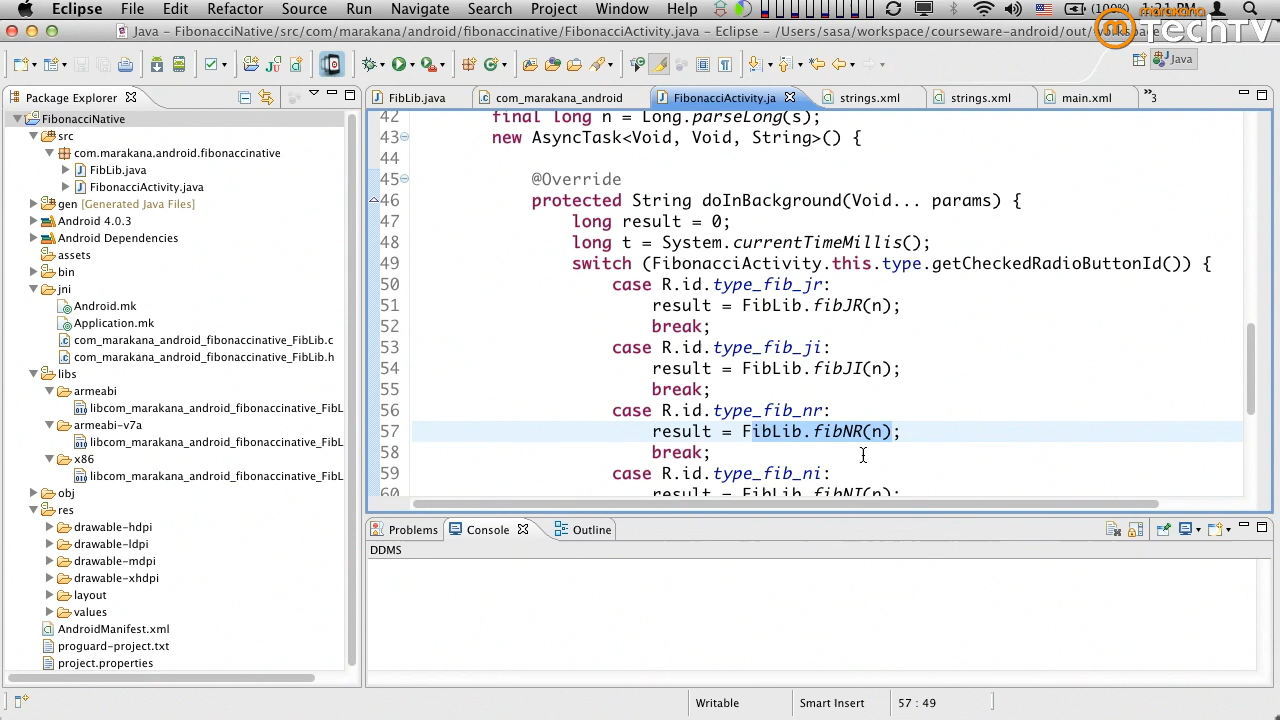 Eclipse File Edit Refactor Source Run Navigate Search Project Window Help (100%)
marakana
TechTV
Java - FibonacciNative/src/com/marakana/android/fibonaccinative/FibonacciActivity.java - Eclipse - /Users/sasa/workspace/courseware-android/out/workspace
Java
Package Explorer
FibLib.java com_marakana_android FibonacciActivity.ja strings.xml strings.xml main.xml »3
FibonacciNative
src
com.marakana.android.fibonaccinative
FibLib.java
FibonacciActivity.java
gen [Generated Java Files]
Android 4.0.3
Android Dependencies
assets
bin
jni
Android.mk
Application.mk
com_marakana_android_fibonaccinative_FibLib.c
com_marakana_android_fibonaccinative_FibLib.h
libs
armeabi
libcom_marakana_android_fibonaccinative_FibL
armeabi-v7a
libcom_marakana_android_fibonaccinative_FibL
x86
libcom_marakana_android_fibonaccinative_FibL
obj
res
drawable-hdpi
drawable-ldpi
drawable-mdpi
drawable-xhdpi
layout
values
AndroidManifest.xml
proguard-project.txt
project.properties
42 final long n = Long.parseLong(s);
43 new AsyncTask<Void, Void, String>() {
44
45 @Override
46 protected String doInBackground(Void... params) {
47 long result = 0;
48 long t = System.currentTimeMillis();
49 switch (FibonacciActivity.this.type.getCheckedRadioButtonId()) {
50 case R.id.type_fib_jr:
51 result = FibLib.fibJR(n);
52 break;
53 case R.id.type_fib_ji:
54 result = FibLib.fibJI(n);
55 break;
56 case R.id.type_fib_nr:
57 result = FibLib.fibNR(n);
58 break;
59 case R.id.type_fib_ni:
60 result = FibLib.fibNI(n);
Problems Console Outline
DDMS
Writable Smart Insert 57 : 49